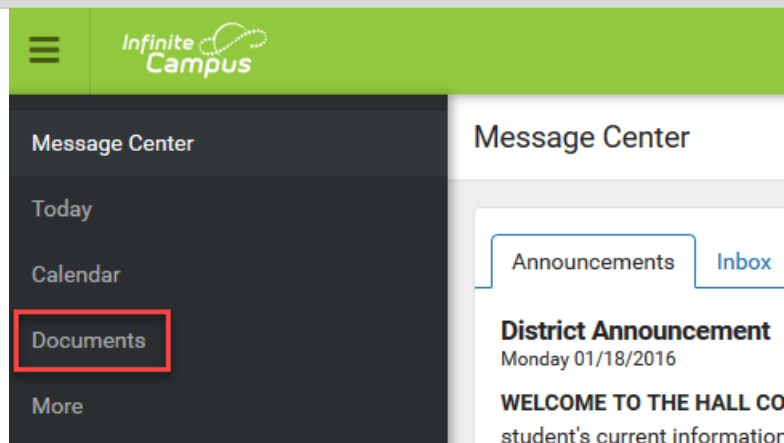 Infinite
Campus
Message Center
Today
Calendar
Documents
More
Message Center
Announcements Inbox
District Announcement
Monday 01/18/2016
WELCOME TO THE HALL CO
student's current information